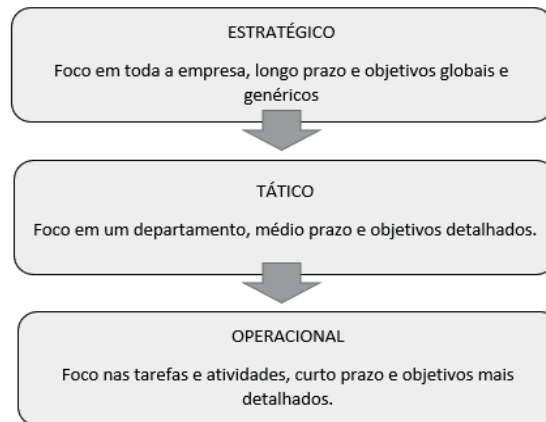 ESTRATÉGICO
Foco em toda a empresa, longo prazo e objetivos globais e
genéricos
TÁTICO
Foco em um departamento, médio prazo e objetivos detalhados.
OPERACIONAL
Foco nas tarefas e atividades, curto prazo e objetivos mais
detalhados.